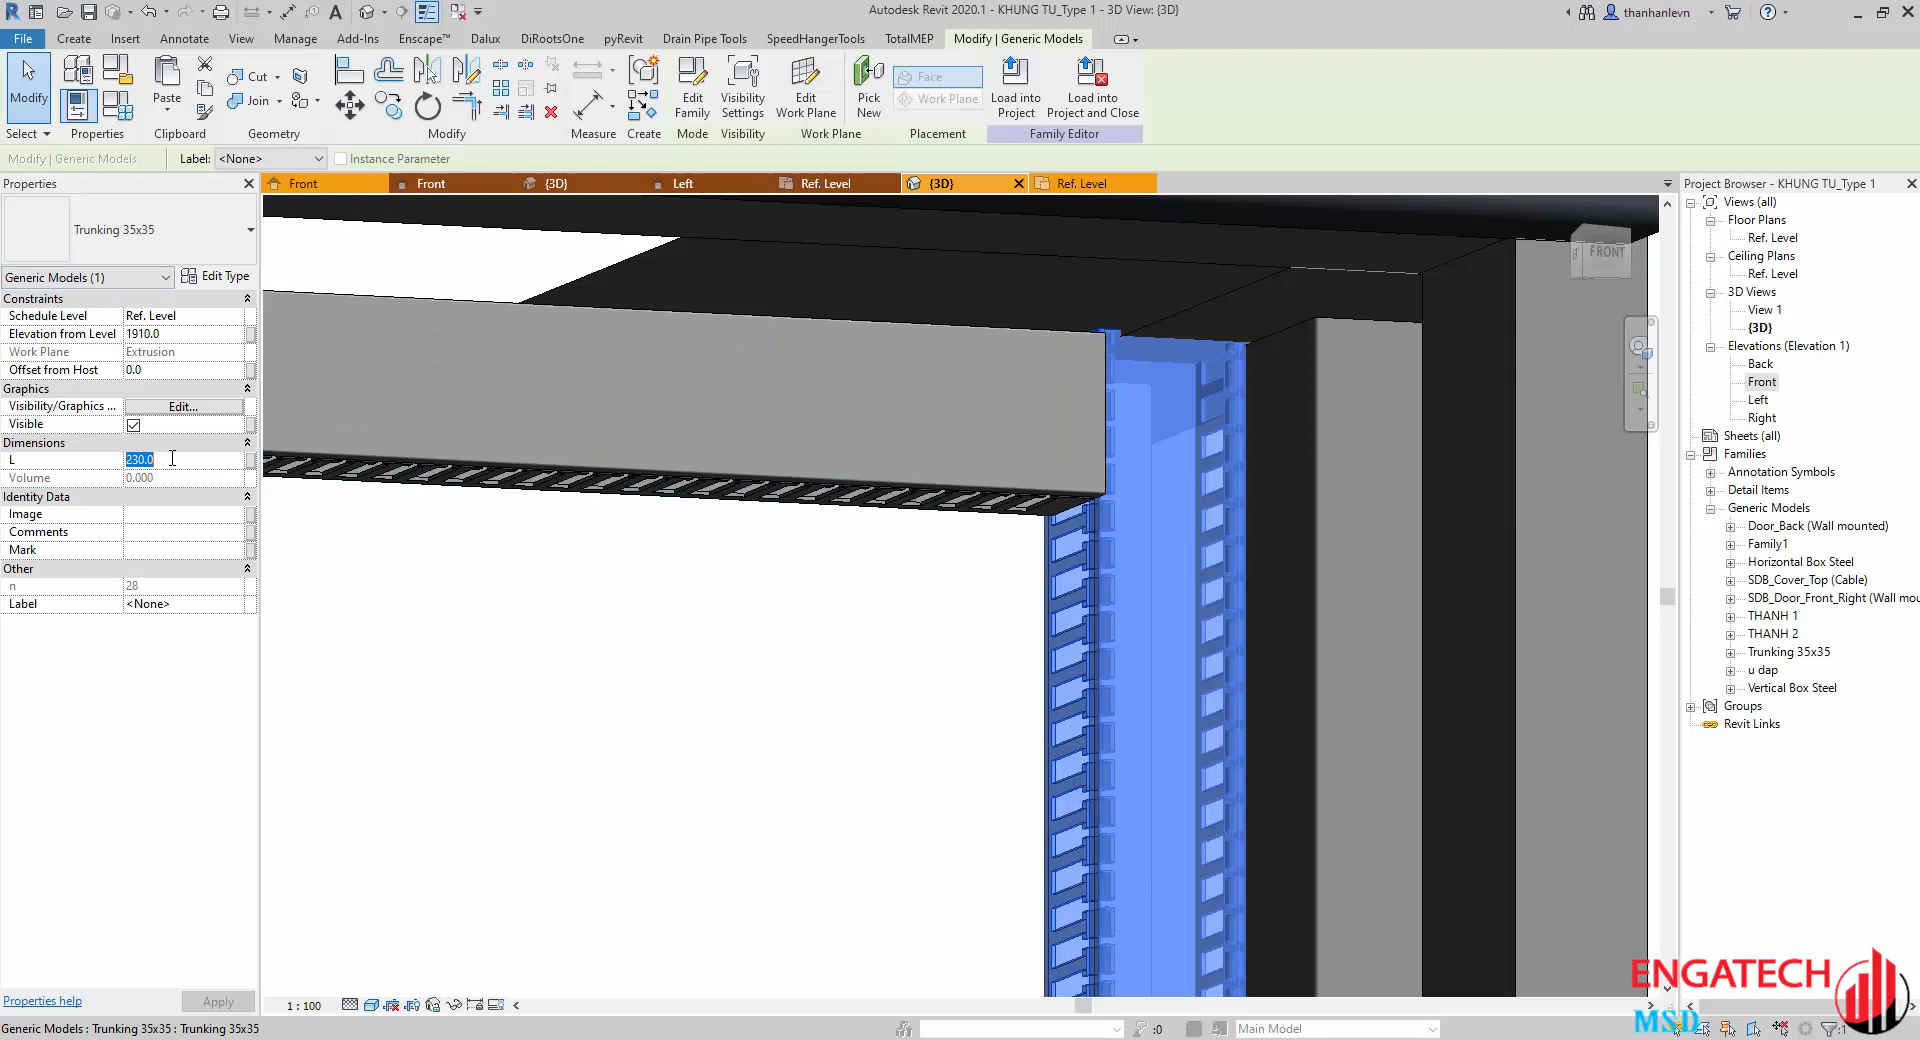 Autodesk Revit 2020.1 - KHUNG TU_Type 1 - 3D View: {3D}
thanhanlevn
File Create Insert Annotate View Manage Add-Ins Enscape™ Dalux DiRootsOne pyRevit Drain Pipe Tools SpeedHangerTools TotalMEP Modify | Generic Models
Modify
Select
Properties
Paste
Clipboard
Cut
Join
Geometry
Modify
Measure
Create
Edit
Family
Mode
Visibility
Settings
Visibility
Edit
Work Plane
Work Plane
Pick
New
Face
Work Plane
Placement
Load into
Project
Load into
Project and Close
Family Editor
Modify | Generic Models
Label: <None>
Instance Parameter
Properties
Front
Front
{3D}
Left
Ref. Level
{3D}
Ref. Level
Project Browser - KHUNG TU_Type 1
Trunking 35x35
Generic Models (1)
Edit Type
Constraints
Schedule Level Ref. Level
Elevation from Level 1910.0
Work Plane Extrusion
Offset from Host 0.0
Graphics
Visibility/Graphics ... Edit...
Visible
Dimensions
L 230.0
Volume 0.000
Identity Data
Image
Comments
Mark
Other
n 28
Label <None>
Properties help
Apply
FRONT
Views (all)
Floor Plans
Ref. Level
Ceiling Plans
Ref. Level
3D Views
View 1
{3D}
Elevations (Elevation 1)
Back
Front
Left
Right
Sheets (all)
Families
Annotation Symbols
Detail Items
Generic Models
Door_Back (Wall mounted)
Family1
Horizontal Box Steel
SDB_Cover_Top (Cable)
SDB_Door_Front_Right (Wall mou
THANH 1
THANH 2
Trunking 35x35
u dap
Vertical Box Steel
Groups
Revit Links
1 : 100
ENGATECH
MSD
Generic Models : Trunking 35x35 : Trunking 35x35
:0
Main Model
:1